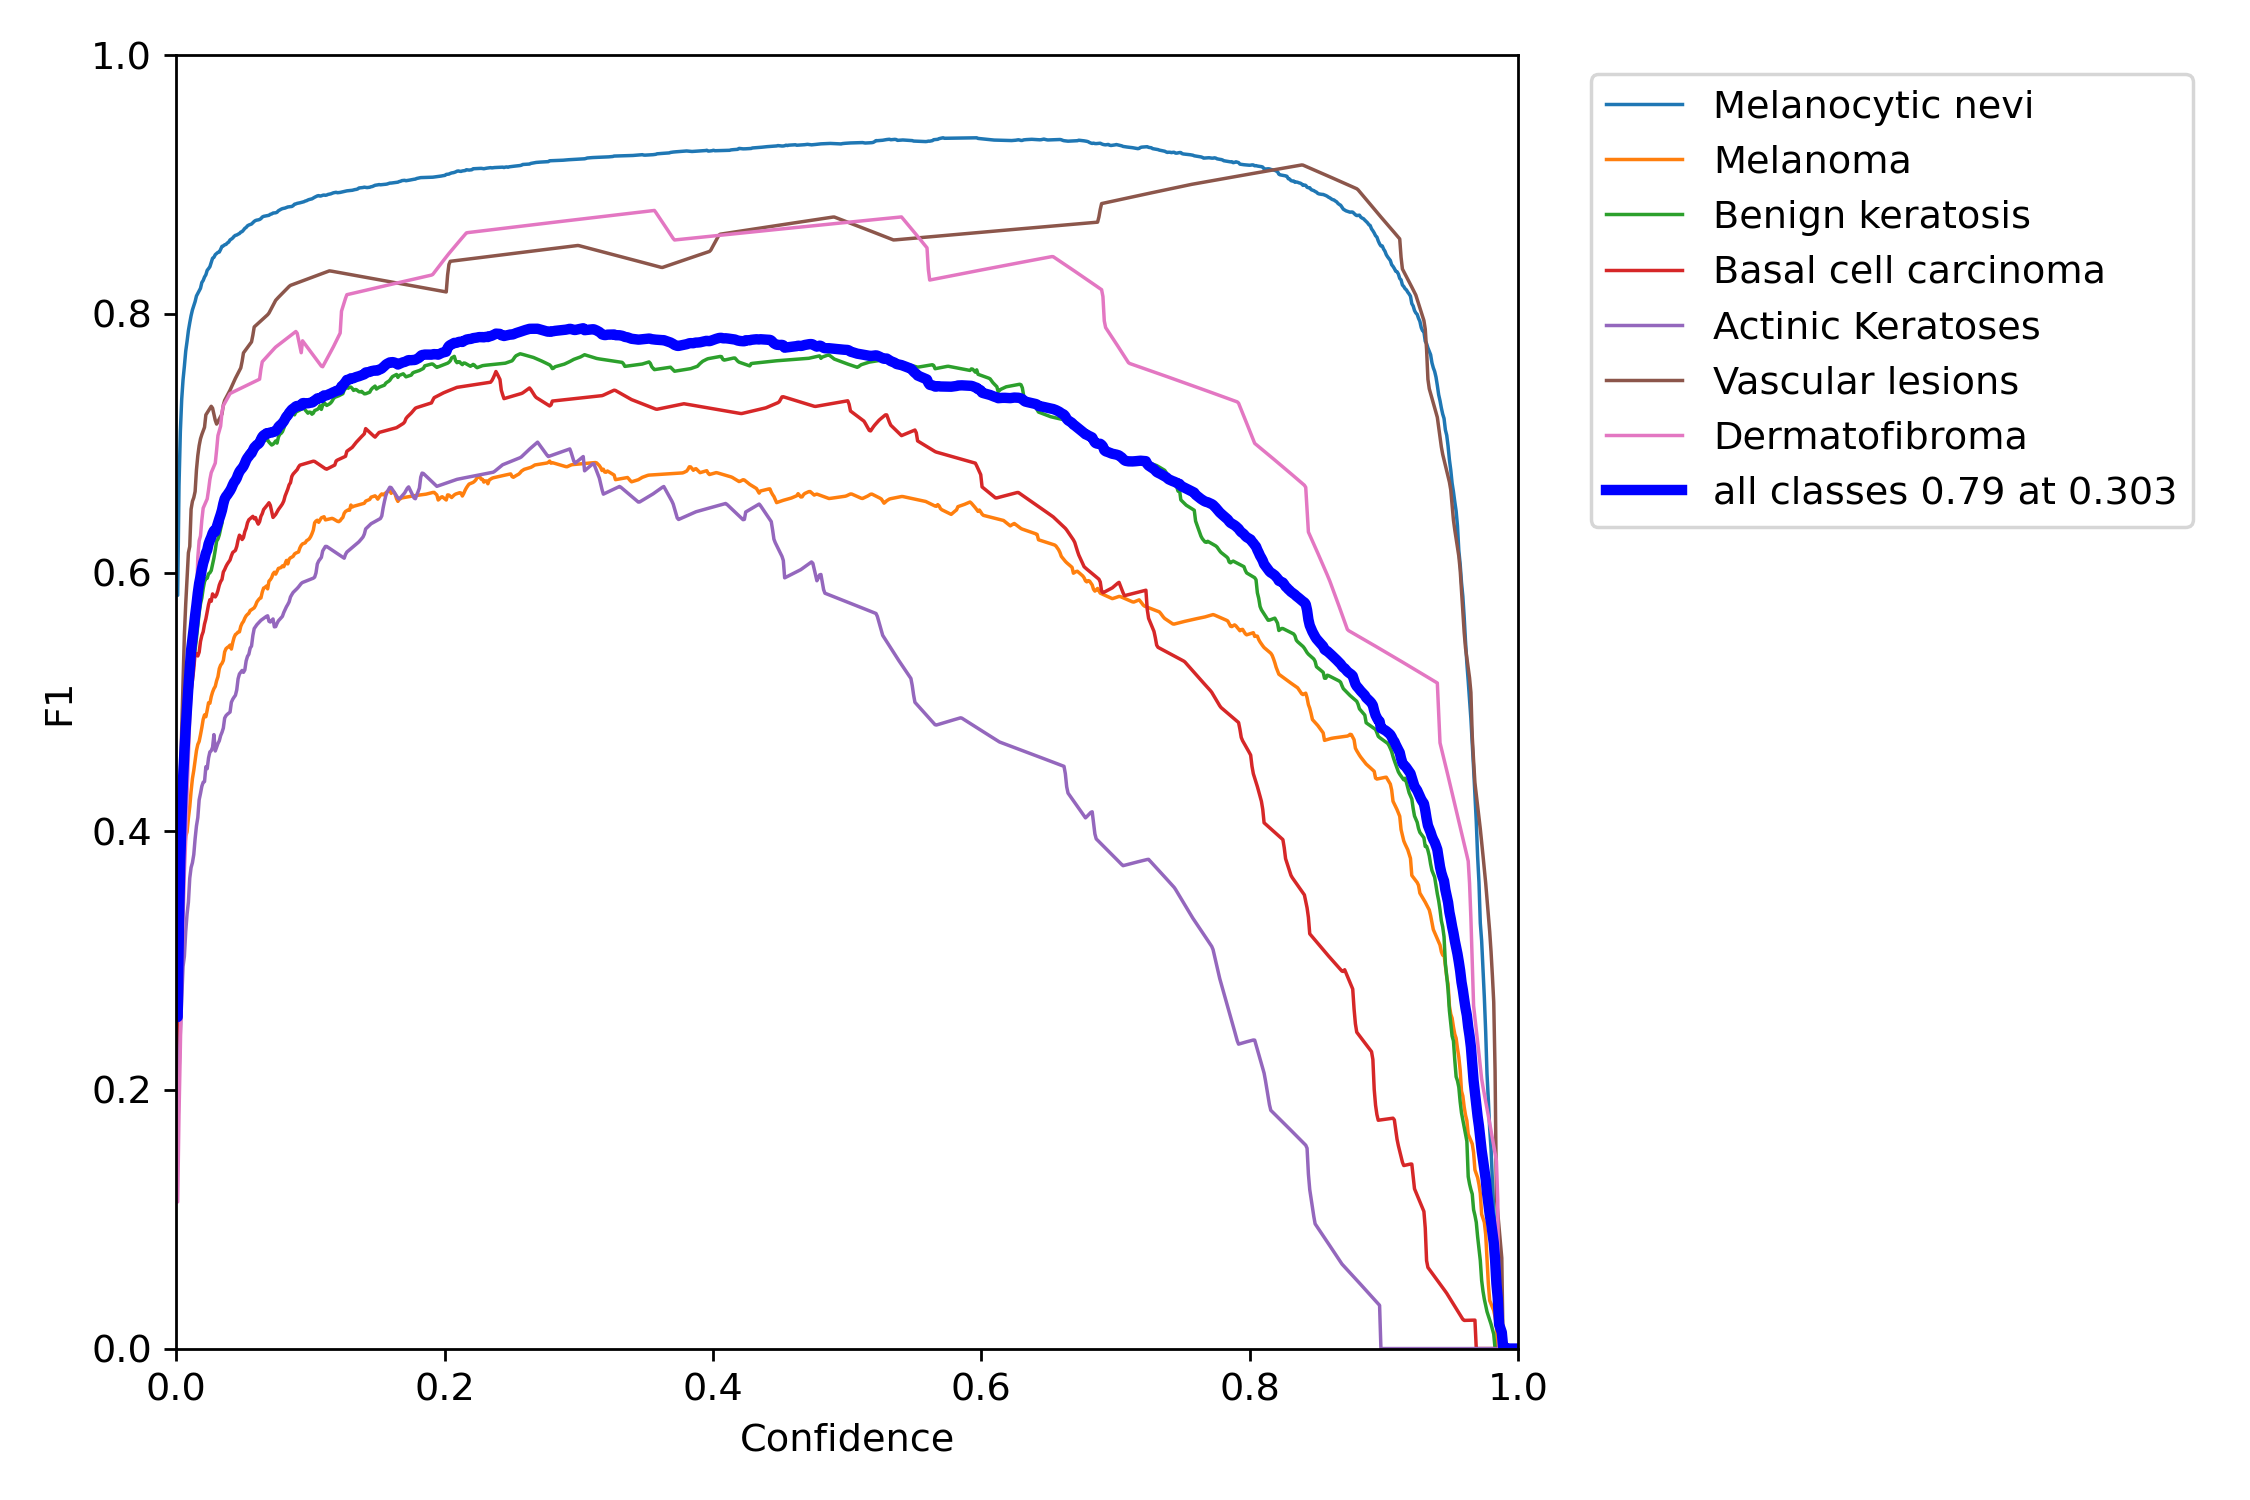 1.0
0.8
0.6
0.4
0.2
0.0
F1
0.0 0.2 0.4 0.6 0.8 1.0
Confidence
Melanocytic nevi
Melanoma
Benign keratosis
Basal cell carcinoma
Actinic Keratoses
Vascular lesions
Dermatofibroma
all classes 0.79 at 0.303